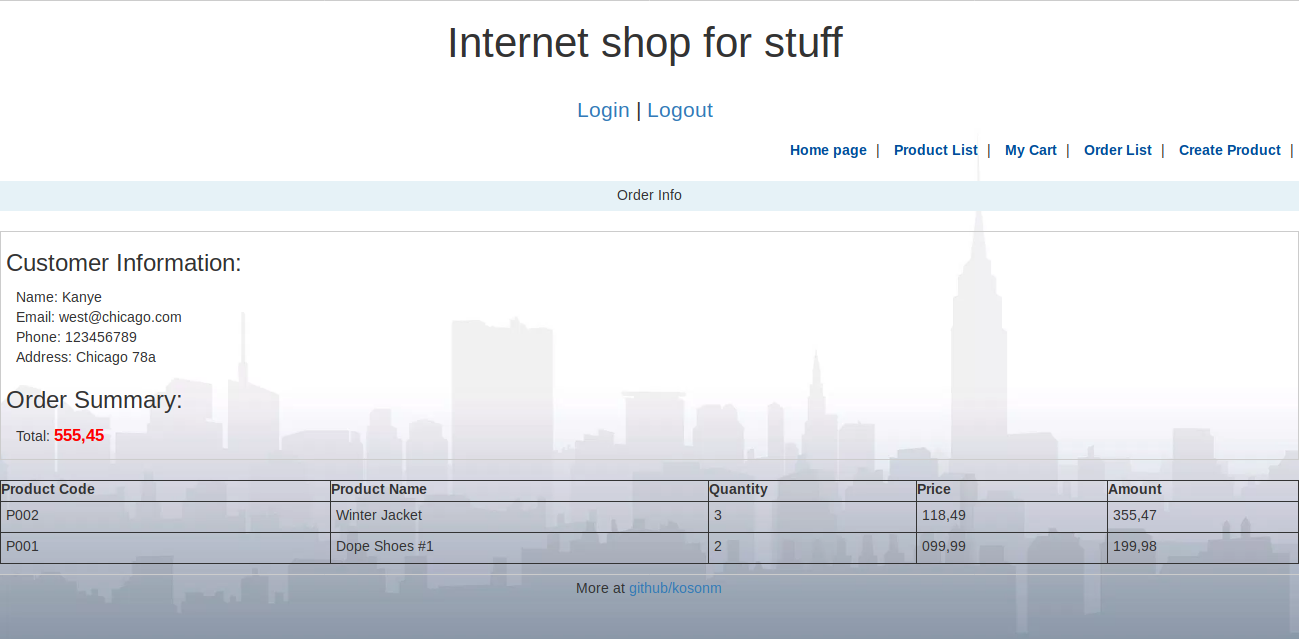 Internet shop for stuff
Login | Logout
Home page | Product List | My Cart | Order List | Create Product |
Order Info
Customer Information:
Name: Kanye
Email: west@chicago.com
Phone: 123456789
Address: Chicago 78a
Order Summary:
Total: 555,45
Product Code Product Name Quantity Price Amount
P002 Winter Jacket 3 118,49 355,47
P001 Dope Shoes #1 2 099,99 199,98
More at github/kosonm